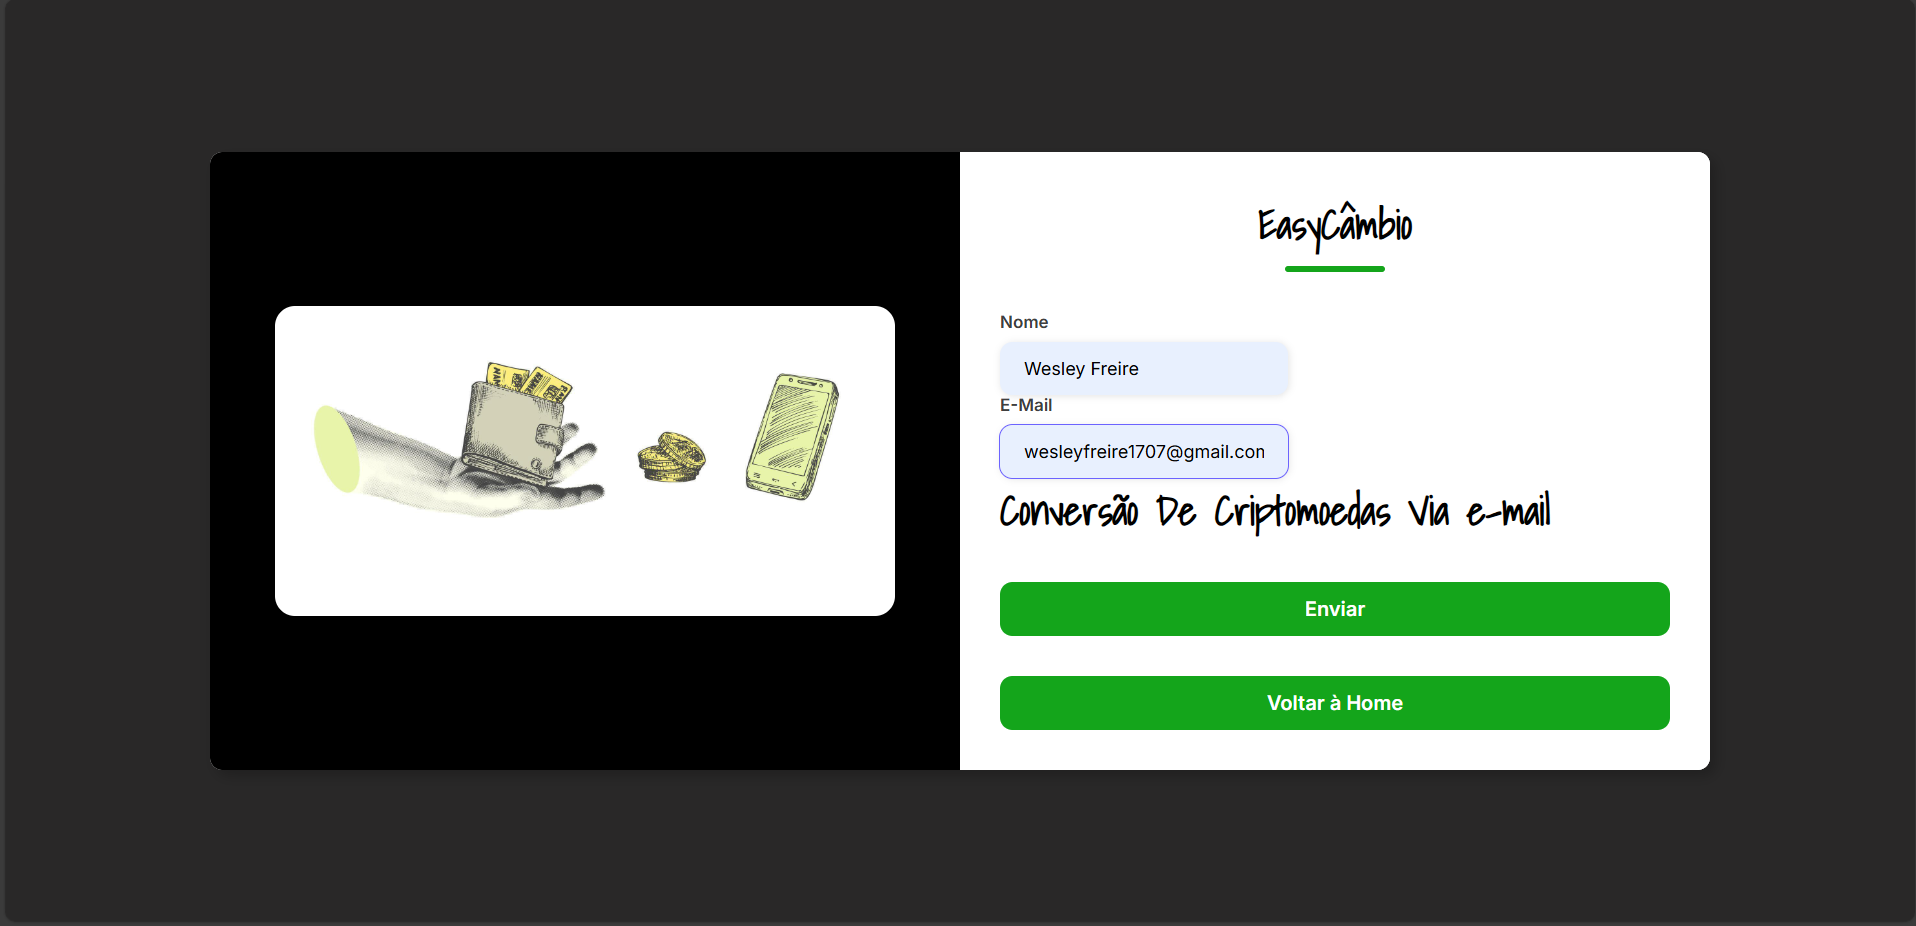 EasyCâmbio
Nome
Wesley Freire
E-Mail
wesleyfreire1707@gmail.con
Conversão De Criptomoedas Via e-mail
Enviar
Voltar à Home